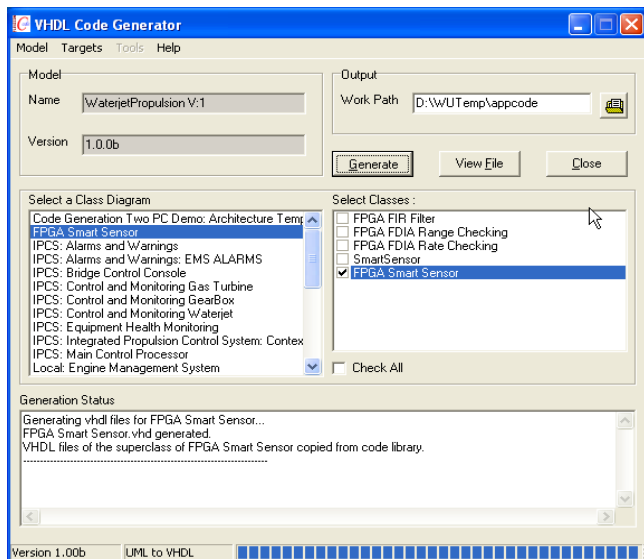 VHDL Code Generator
Model Targets Tools Help
Model
Name WaterjetPropulsion V:1
Version 1.0.0b
Output
Work Path D:\WUTemp\appcode
Generate View File Close
Select a Class Diagram
Code Generation Two PC Demo: Architecture Temp
FPGA Smart Sensor
IPCS: Alarms and Warnings
IPCS: Alarms and Warnings: EMS ALARMS
IPCS: Bridge Control Console
IPCS: Control and Monitoring Gas Turbine
IPCS: Control and Monitoring GearBox
IPCS: Control and Monitoring Waterjet
IPCS: Equipment Health Monitoring
IPCS: Integrated Propulsion Control System: Contex
IPCS: Main Control Processor
Local: Engine Management System
Select Classes :
FPGA FIR Filter
FPGA FDIA Range Checking
FPGA FDIA Rate Checking
SmartSensor
FPGA Smart Sensor
Check All
Generation Status
Generating vhdl files for FPGA Smart Sensor...
FPGA Smart Sensor.vhd generated.
VHDL files of the superclass of FPGA Smart Sensor copied from code library.
--------------------------------------------------------------------------------
Version 1.00b UML to VHDL